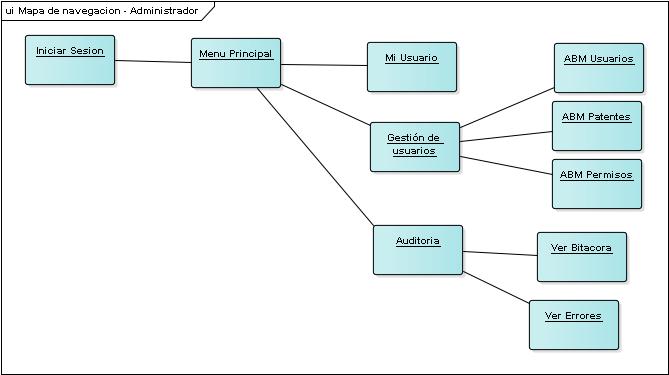 ui Mapa de navegacion - Administrador
Iniciar Sesion
Menu Principal
Mi Usuario
Gestión de
usuarios
ABM Usuarios
ABM Patentes
ABM Permisos
Auditoria
Ver Bitacora
Ver Errores